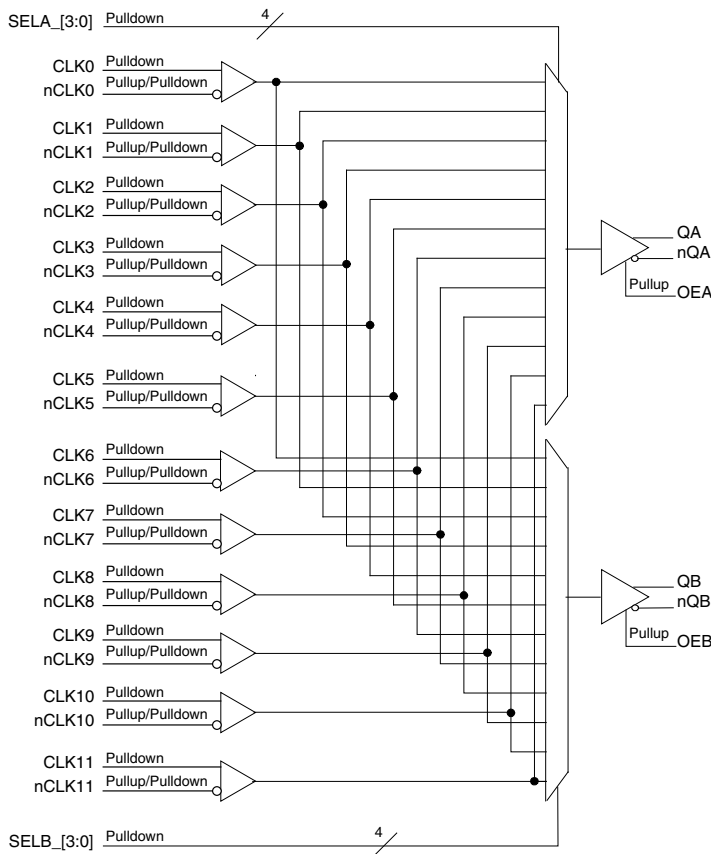 SELA_[3:0] Pulldown 4
CLK0 Pulldown
nCLK0 Pullup/Pulldown
CLK1 Pulldown
nCLK1 Pullup/Pulldown
CLK2 Pulldown
nCLK2 Pullup/Pulldown
CLK3 Pulldown
nCLK3 Pullup/Pulldown
CLK4 Pulldown
nCLK4 Pullup/Pulldown
CLK5 Pulldown
nCLK5 Pullup/Pulldown
CLK6 Pulldown
nCLK6 Pullup/Pulldown
CLK7 Pulldown
nCLK7 Pullup/Pulldown
CLK8 Pulldown
nCLK8 Pullup/Pulldown
CLK9 Pulldown
nCLK9 Pullup/Pulldown
CLK10 Pulldown
nCLK10 Pullup/Pulldown
CLK11 Pulldown
nCLK11 Pullup/Pulldown
SELB_[3:0] Pulldown 4
QA
nQA
Pullup OEA
QB
nQB
Pullup OEB